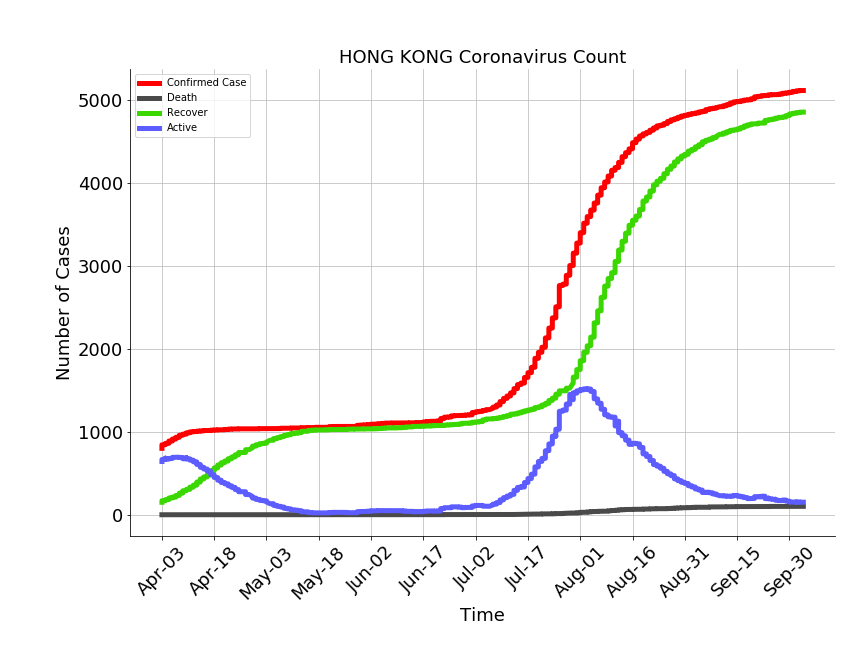 HONG KONG Coronavirus Count
Confirmed Case
Death
Recover
Active
Number of Cases
5000
4000
3000
2000
1000
0
Apr-03
Apr-18
May-03
May-18
Jun-02
Jun-17
Jul-02
Jul-17
Aug-01
Aug-16
Aug-31
Sep-15
Sep-30
Time